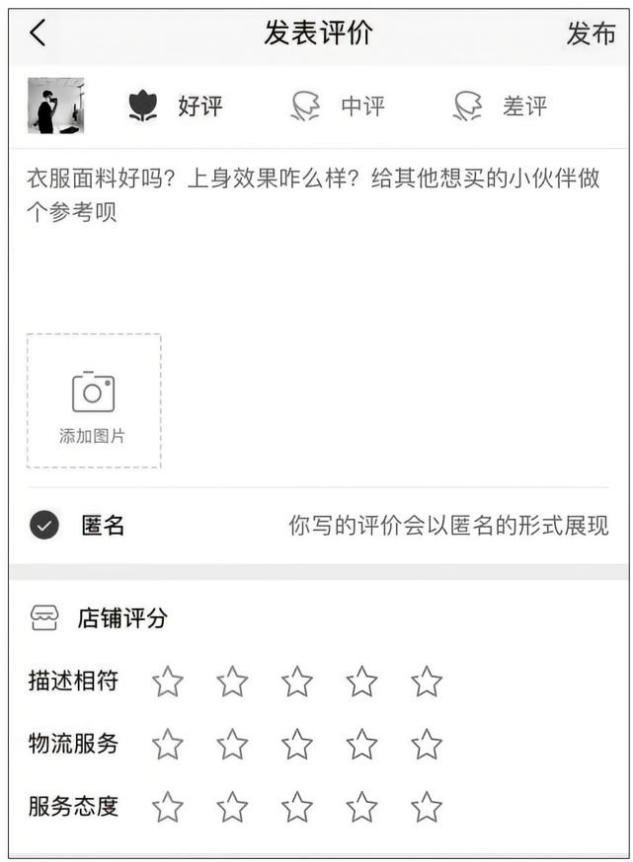 发表评价 发布
好评 中评 差评
衣服面料好吗？上身效果咋么样？给其他想买的小伙伴做
个参考呗
添加图片
匿名 你写的评价会以匿名的形式展现
店铺评分
描述相符
物流服务
服务态度